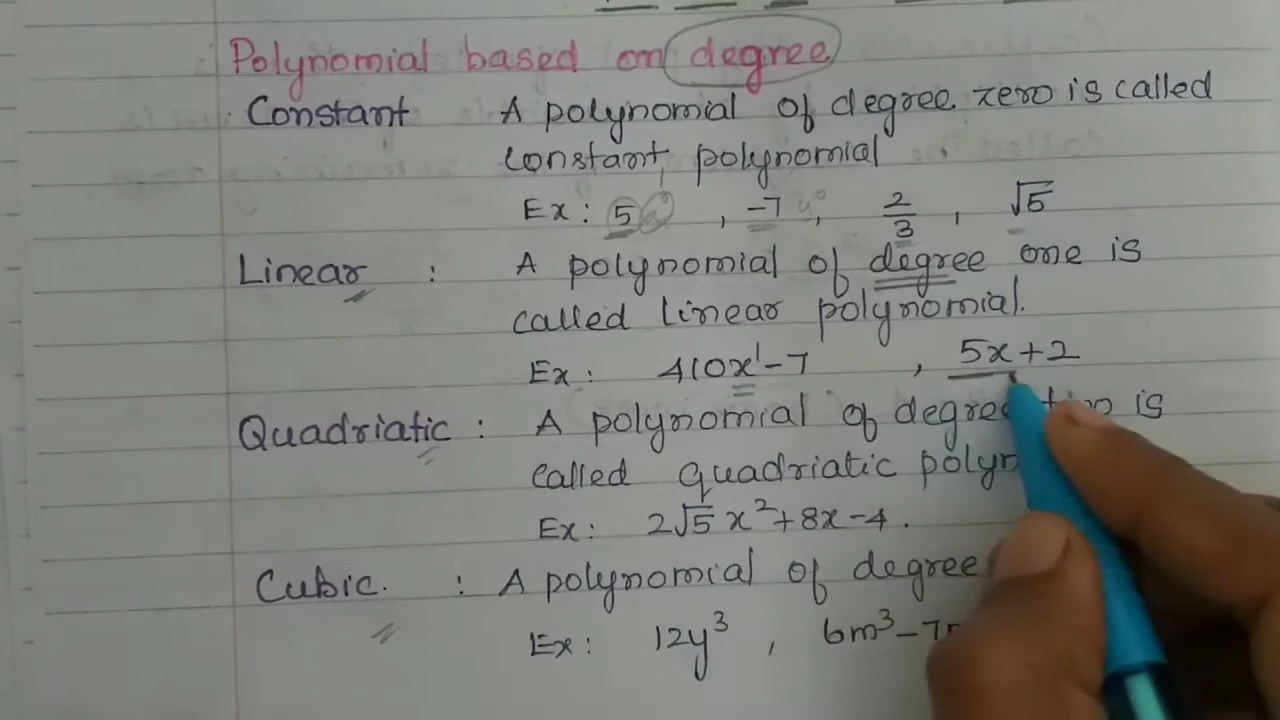 Polynomial based on degree
Constant A polynomial of degree zero is called
constant polynomial
Ex: 5 , -7 , 2/3 , √5
Linear : A polynomial of degree one is
called linear polynomial.
Ex: 410x¹-7 , 5x+2
Quadriatic : A polynomial of degree two is
called quadriatic
Ex: 2√5 x²+8x-4.
Cubic. : A polynomial of degree
Ex: 12y³ , 6m³-7